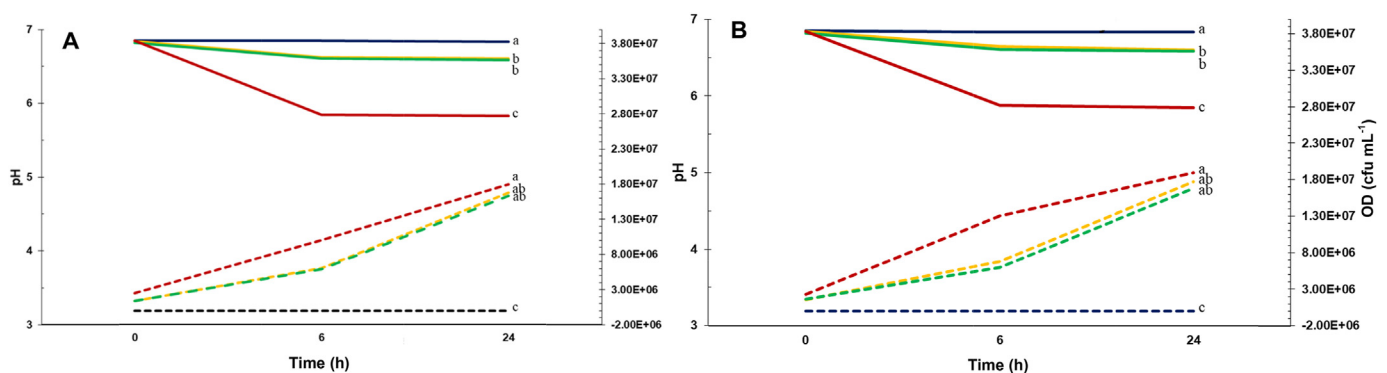 A
pH
7
6
5
4
3
a
b
b
c
a
ab
ab
c
3.80E+07
3.30E+07
2.80E+07
2.30E+07
1.80E+07
1.30E+07
8.00E+06
3.00E+06
-2.00E+06
0
6
24
Time (h)
B
pH
7
6
5
4
3
a
b
b
c
a
ab
ab
c
3.80E+07
3.30E+07
2.80E+07
2.30E+07
1.80E+07
1.30E+07
8.00E+06
3.00E+06
-2.00E+06
OD (cfu mL-1)
0
6
24
Time (h)